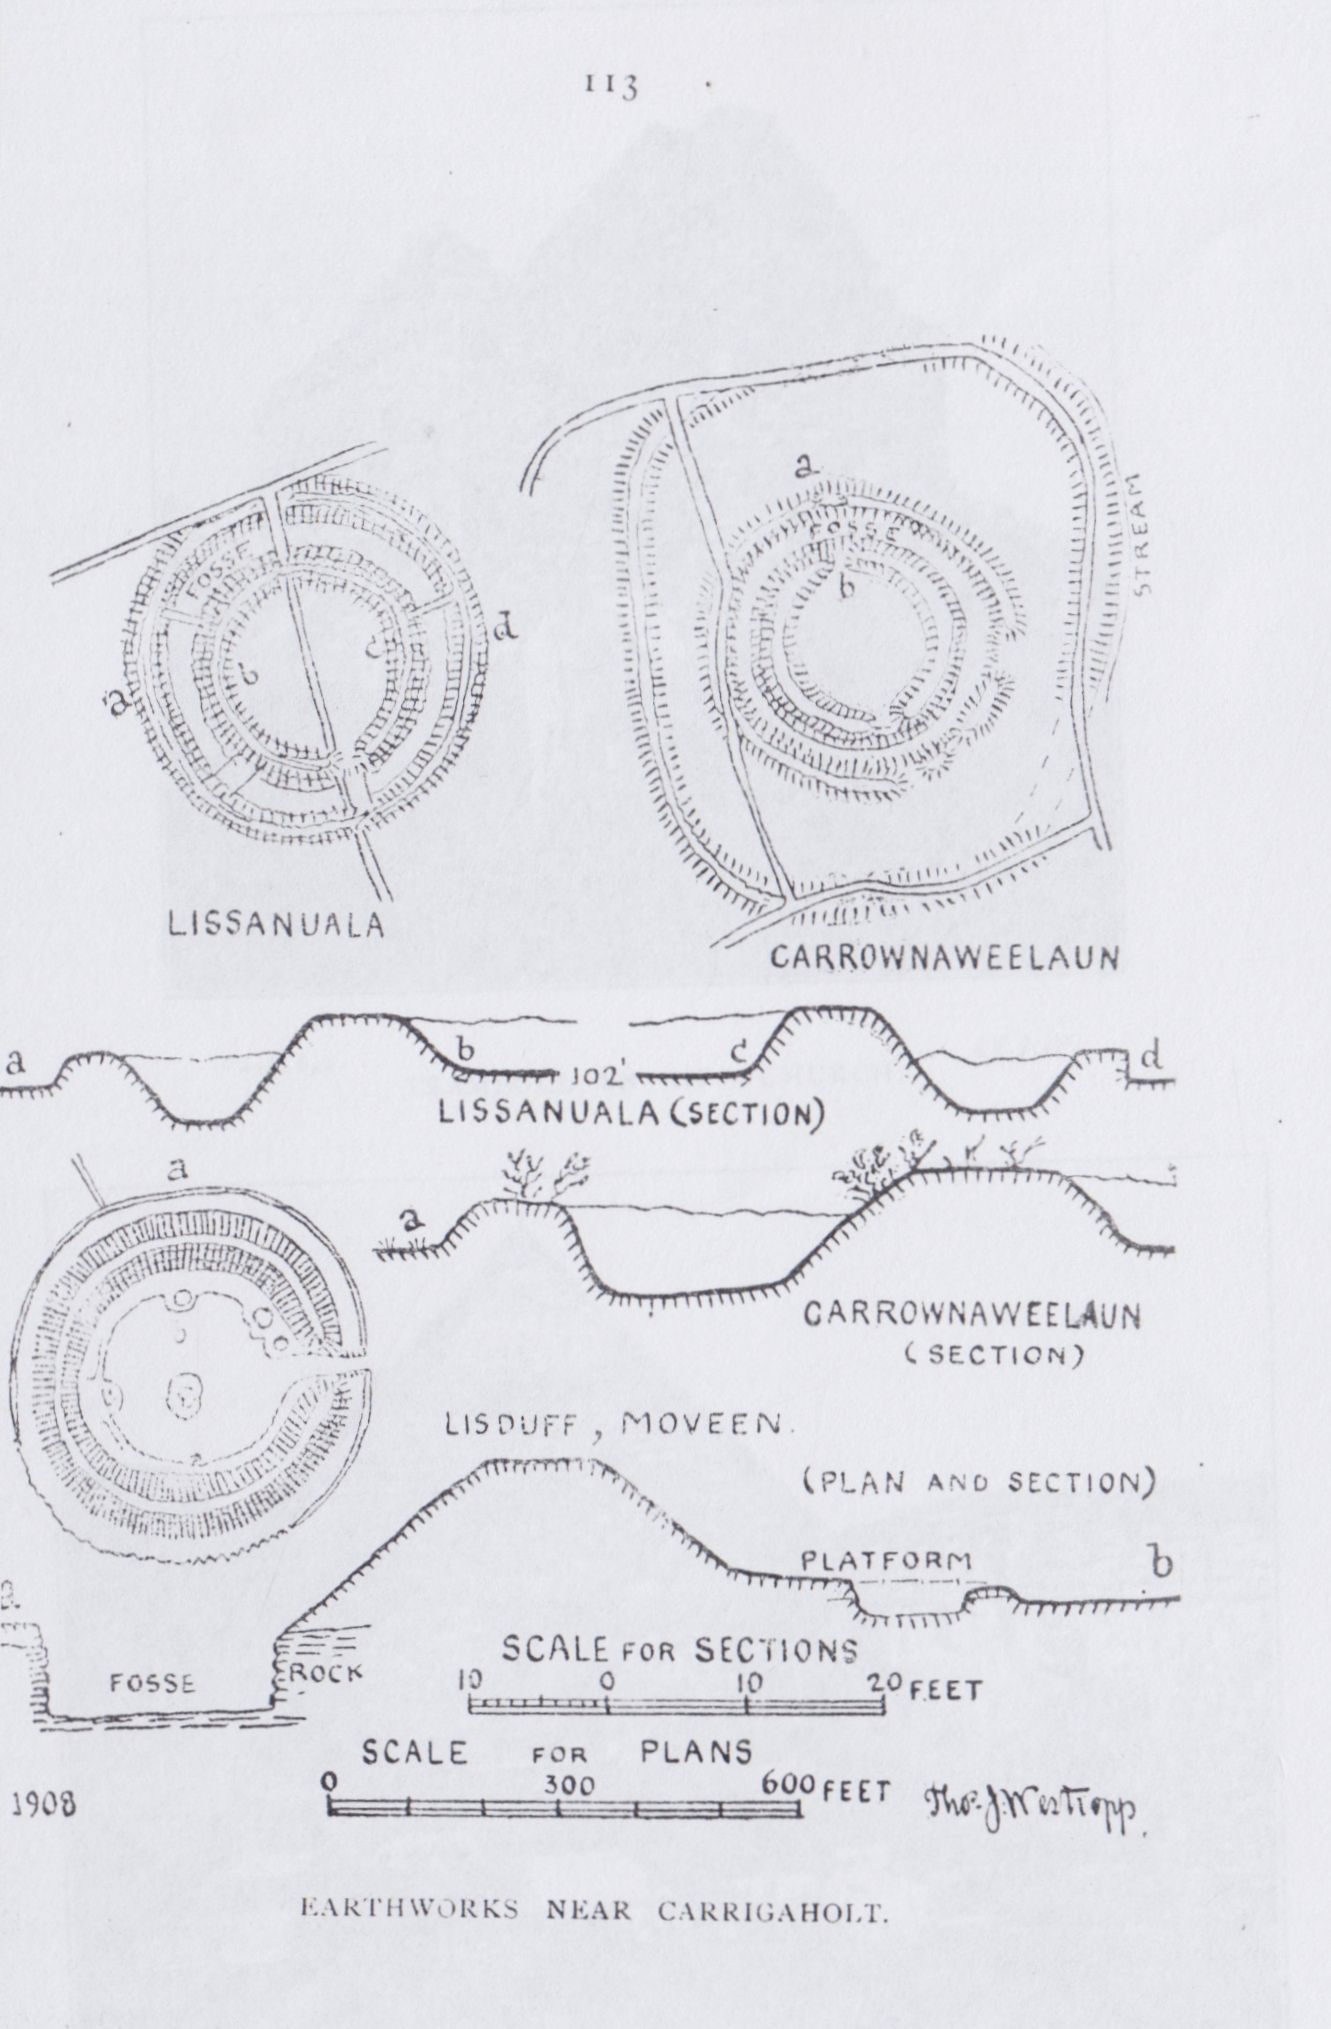 113
a
FOSSE
b
STREAM
FOSSE
d
c
b
a
LISSANUALA
CARROWNAWEELAUN
a
b
102'
c
d
LISSANUALA (SECTION)
a
a
CARROWNAWEELAUN
(SECTION)
LISDUFF, MOVEEN.
(PLAN AND SECTION)
PLATFORM
b
FOSSE
ROCK
SCALE FOR SECTIONS
10 0 10 20 FEET
SCALE FOR PLANS
0 300 600 FEET
1908
Thos. J. Westropp.
EARTHWORKS NEAR CARRIGAHOLT.